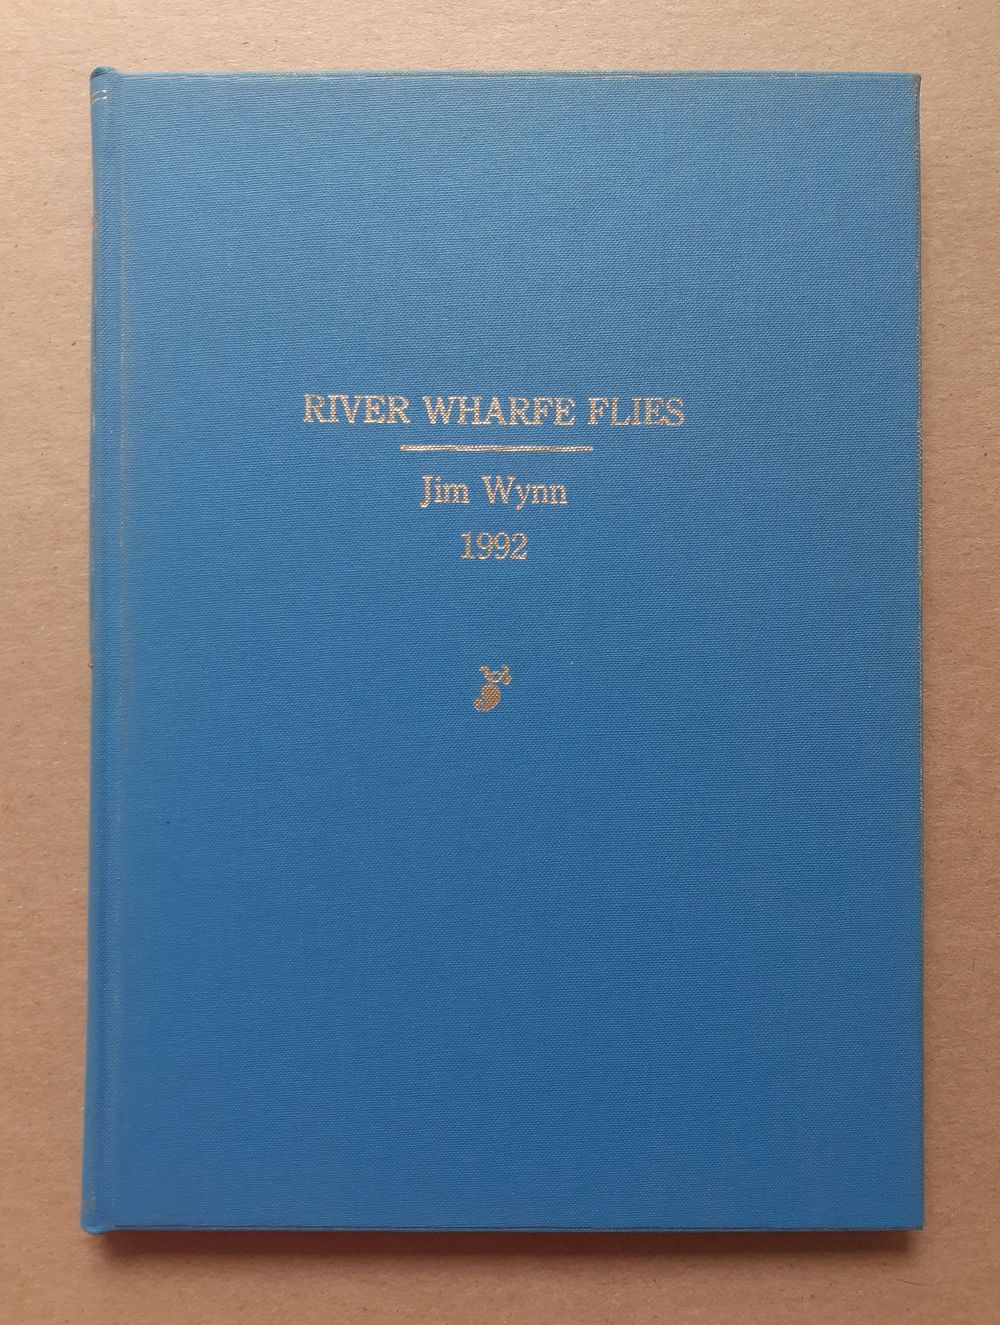 RIVER WHARFE FLIES
Jim Wynn
1992